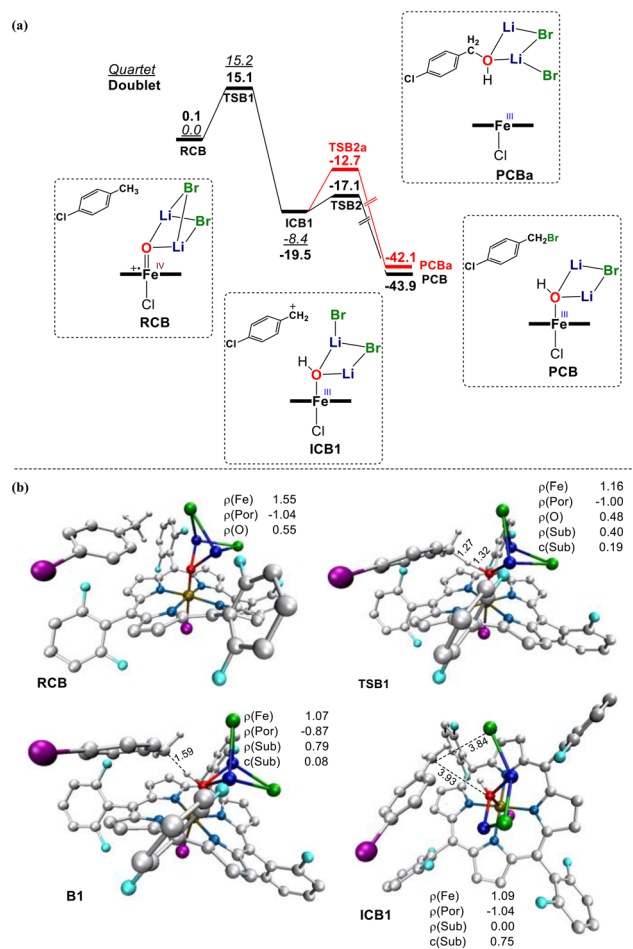 (a)
Quartet
Doublet
15.2
15.1
TSB1
0.1
0.0
RCB
TSB2a
-12.7
-17.1
TSB2
ICB1
-8.4
-19.5
-42.1
PCBa
PCB
-43.9
H2
C
Cl
O
H
Li
Br
Li
Br
III
Fe
Cl
PCBa
CH3
Cl
Br
Li
Br
Li
O
+•
Fe
IV
Cl
RCB
+
CH2
Cl
Br
Li
Br
H
O
Li
III
Fe
Cl
ICB1
CH2Br
Cl
Li
Br
H
O
Li
III
Fe
Cl
PCB
(b)
ρ(Fe) 1.55
ρ(Por) -1.04
ρ(O) 0.55
RCB
ρ(Fe) 1.16
ρ(Por) -1.00
ρ(O) 0.48
ρ(Sub) 0.40
c(Sub) 0.19
1.27
1.32
TSB1
ρ(Fe) 1.07
ρ(Por) -0.87
ρ(Sub) 0.79
c(Sub) 0.08
1.59
B1
3.84
3.93
ρ(Fe) 1.09
ρ(Por) -1.04
ρ(Sub) 0.00
c(Sub) 0.75
ICB1